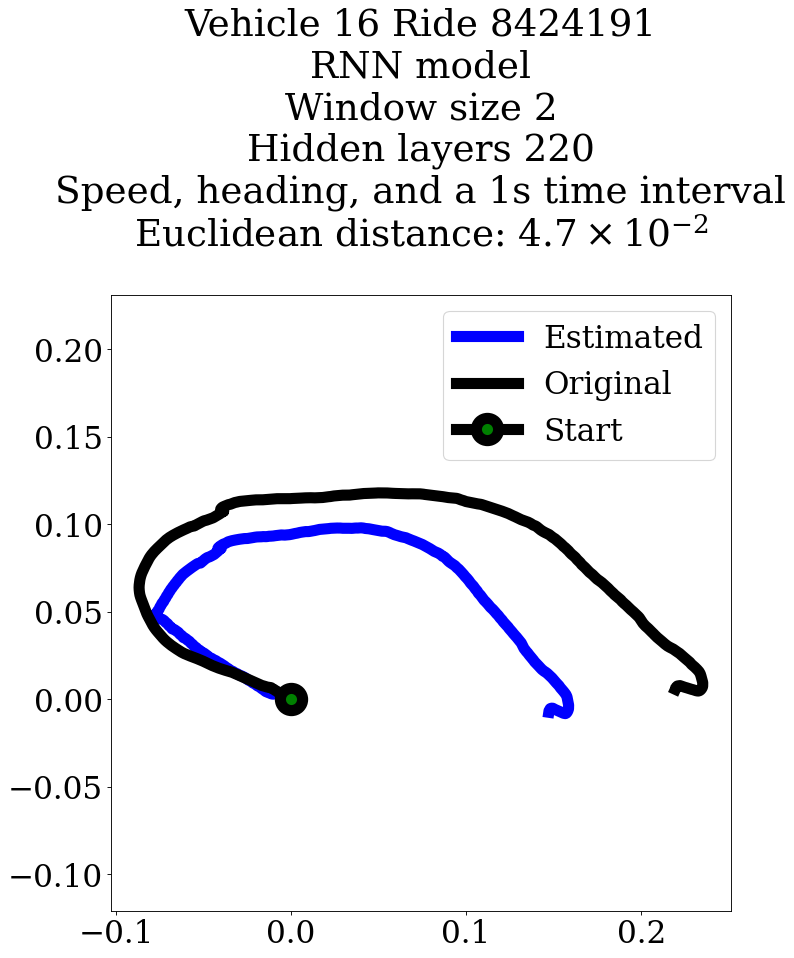 Vehicle 16 Ride 8424191
RNN model
Window size 2
Hidden layers 220
Speed, heading, and a 1s time interval
Euclidean distance: 4.7 × 10⁻²
Estimated
Original
Start
0.20
0.15
0.10
0.05
0.00
−0.05
−0.10
−0.1 0.0 0.1 0.2